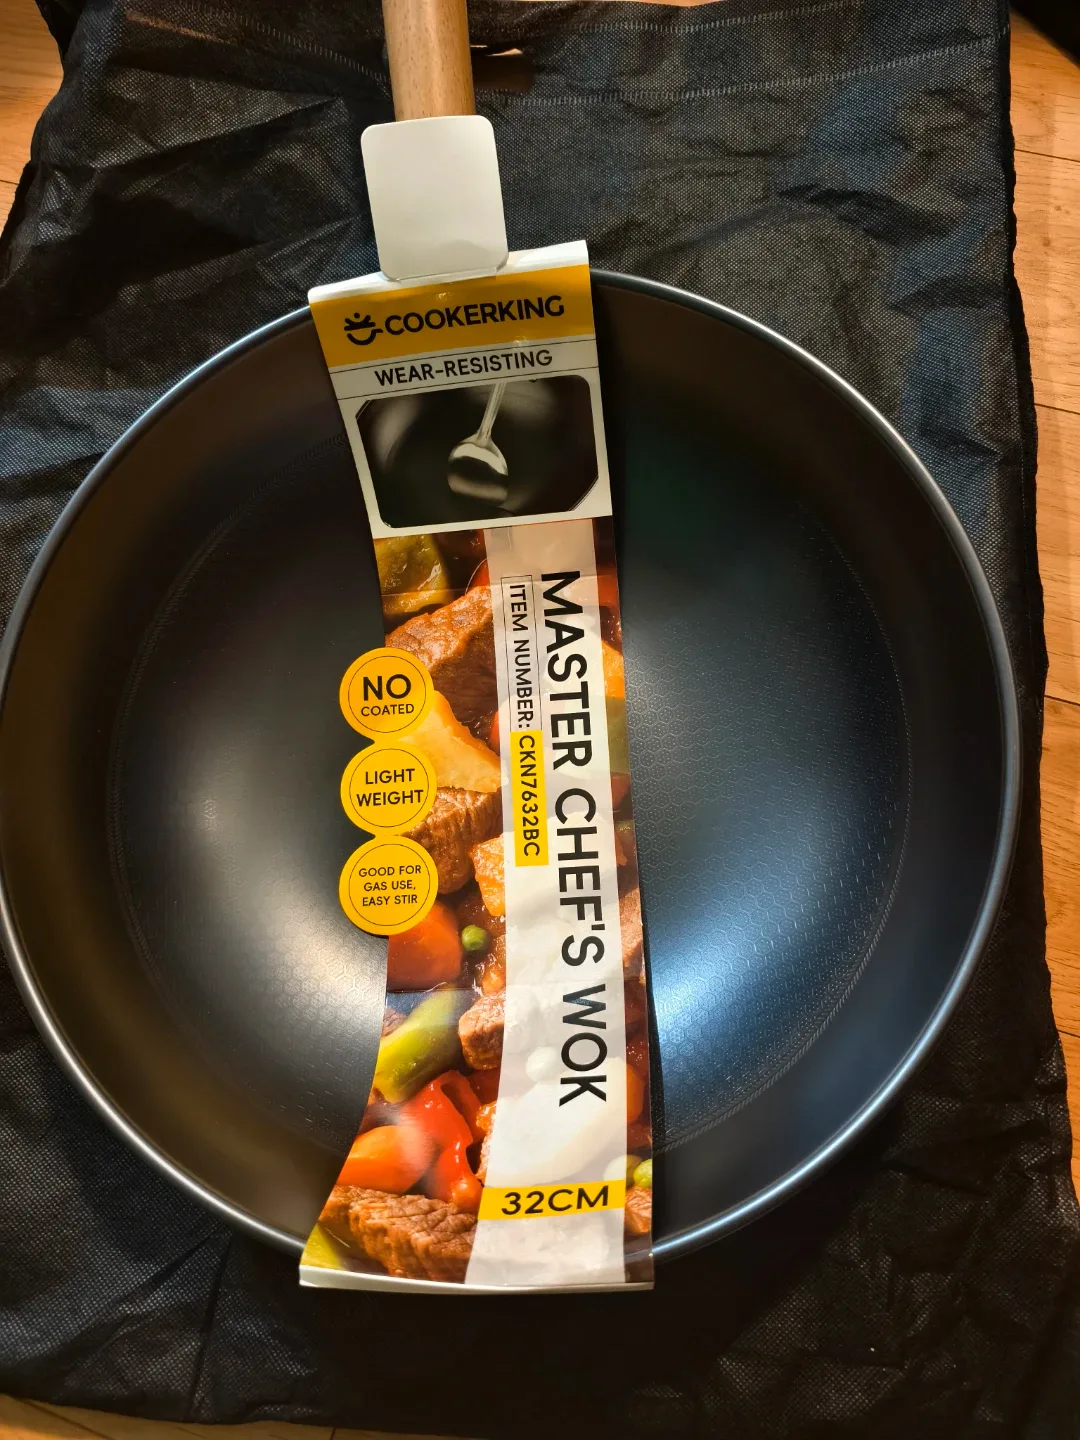 COOKERKING
WEAR-RESISTING
MASTER CHEF'S WOK
ITEM NUMBER: CKN7632BC
NO
COATED
LIGHT
WEIGHT
GOOD FOR
GAS USE,
EASY STIR
32CM